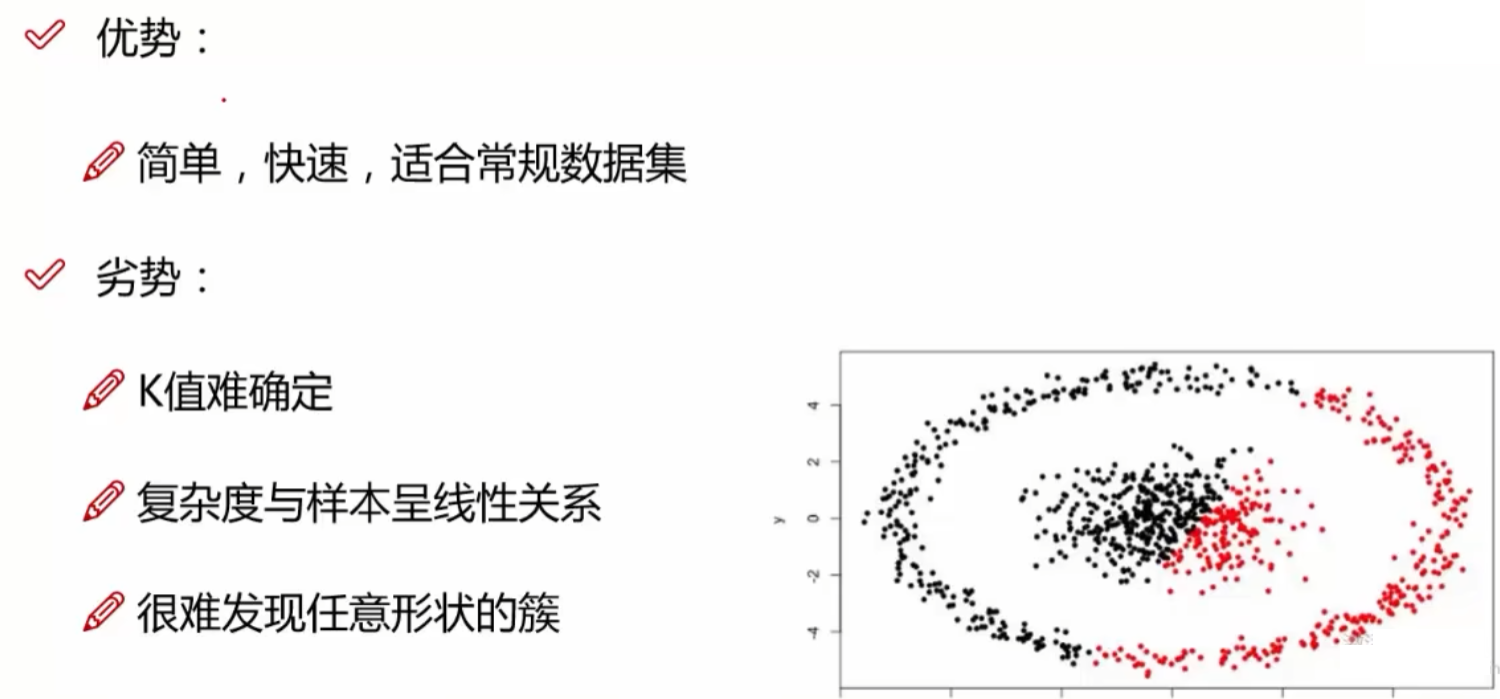 优势：
简单，快速，适合常规数据集
劣势：
K值难确定
复杂度与样本呈线性关系
很难发现任意形状的簇
4
2
0
-2
-4
y